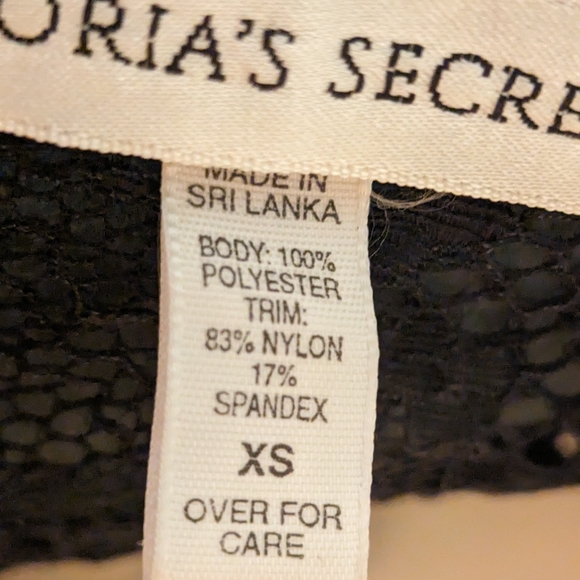 ORIA'S SECRE
MADE IN
SRI LANKA
BODY: 100%
POLYESTER
TRIM:
83% NYLON
17%
SPANDEX
XS
OVER FOR
CARE